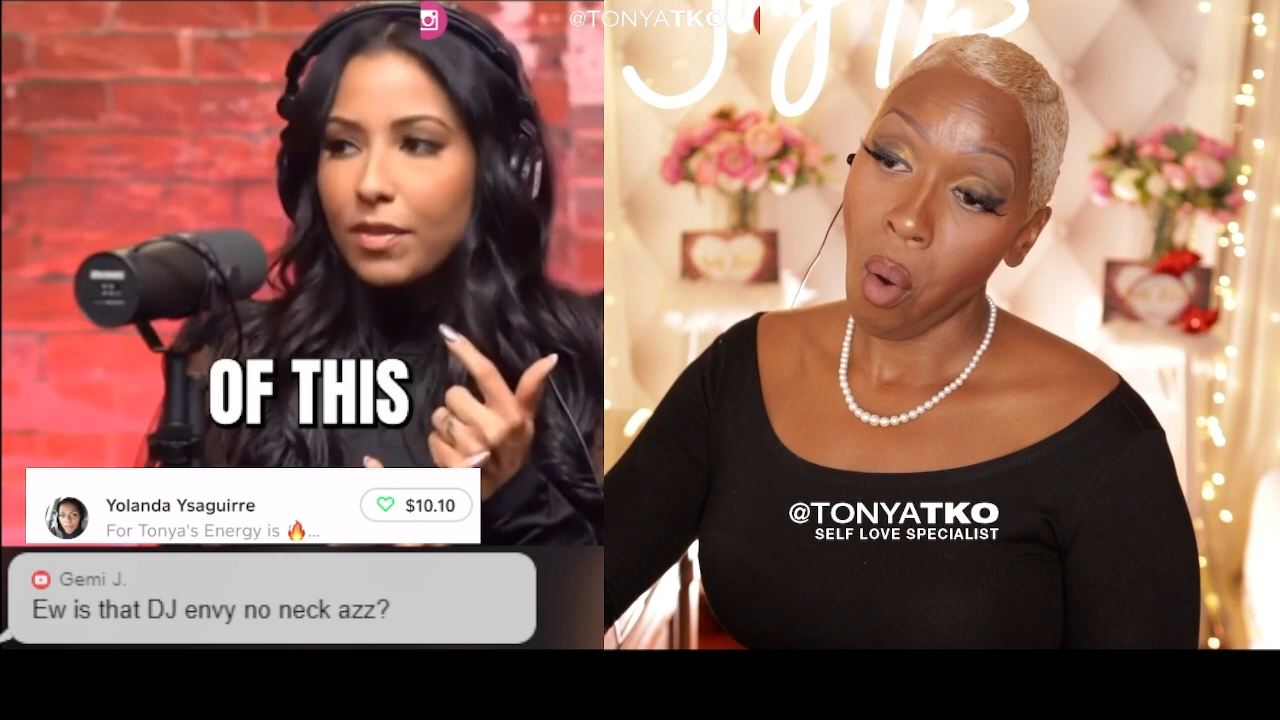 @TONYATKO
OF THIS
Yolanda Ysaguirre
$10.10
For Tonya's Energy is 🔥...
Gemi J.
Ew is that DJ envy no neck azz?
@TONYATKO
SELF LOVE SPECIALIST